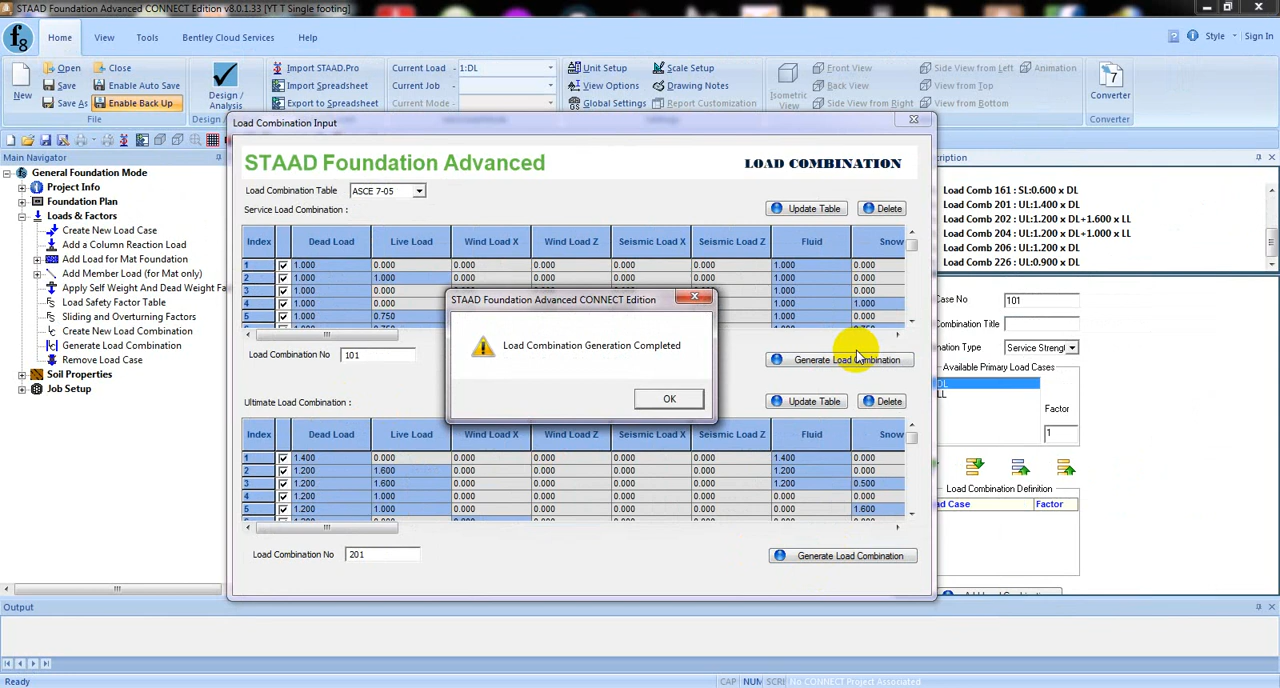 STAAD Foundation Advanced CONNECT Edition v8.0.1.33 [YT T Single footing]
Home View Tools Bentley Cloud Services Help Style Sign In
Open Close Import STAAD.Pro Current Load - 1:DL Unit Setup Scale Setup Front View Side View from Left Animation
New Save Enable Auto Save Design / Analysis Import Spreadsheet Current Job - View Options Drawing Notes Isometric View Back View View from Top Converter
Save As Enable Back Up Export to Spreadsheet Current Mode - Global Settings Report Customization Side View from Right View from Bottom
File Converter
Main Navigator
General Foundation Mode
Project Info
Foundation Plan
Loads & Factors
Create New Load Case
Add a Column Reaction Load
Add Load for Mat Foundation
Add Member Load (for Mat only)
Apply Self Weight And Dead Weight Fa
Load Safety Factor Table
Sliding and Overturning Factors
Create New Load Combination
Generate Load Combination
Remove Load Case
Soil Properties
Job Setup
Load Combination Input
STAAD Foundation Advanced LOAD COMBINATION
Load Combination Table ASCE 7-05
Service Load Combination : Update Table Delete
Index Dead Load Live Load Wind Load X Wind Load Z Seismic Load X Seismic Load Z Fluid Snow
1 1.000 0.000 0.000 0.000 0.000 0.000 1.000 0.000
2 1.000 1.000 0.000 0.000 0.000 0.000 1.000 0.000
3 1.000 0.000 1.000 0.000
4 1.000 0.000 1.000 1.000
5 1.000 0.750 1.000 0.000
STAAD Foundation Advanced CONNECT Edition
Load Combination Generation Completed
OK
Load Combination No 101 Generate Load Combination
Ultimate Load Combination : Update Table Delete
Index Dead Load Live Load Wind Load X Wind Load Z Seismic Load X Seismic Load Z Fluid Snow
1 1.400 0.000 0.000 0.000 0.000 0.000 1.400 0.000
2 1.200 1.600 0.000 0.000 0.000 0.000 1.200 0.000
3 1.200 1.600 0.000 0.000 0.000 0.000 1.200 0.500
4 1.200 1.000 0.000 0.000 0.000 0.000 0.000 0.000
5 1.200 1.000 0.000 0.000 0.000 0.000 0.000 1.600
Load Combination No 201 Generate Load Combination
cription
Load Comb 161 : SL:0.600 x DL
Load Comb 201 : UL:1.400 x DL
Load Comb 202 : UL:1.200 x DL+1.600 x LL
Load Comb 204 : UL:1.200 x DL+1.000 x LL
Load Comb 206 : UL:1.200 x DL
Load Comb 226 : UL:0.900 x DL
Case No 101
Combination Title
nation Type Service Strengt
Available Primary Load Cases
DL
LL
Factor
1
Load Combination Definition
ad Case Factor
Output
Ready CAP NUM SCRI No CONNECT Project Associated